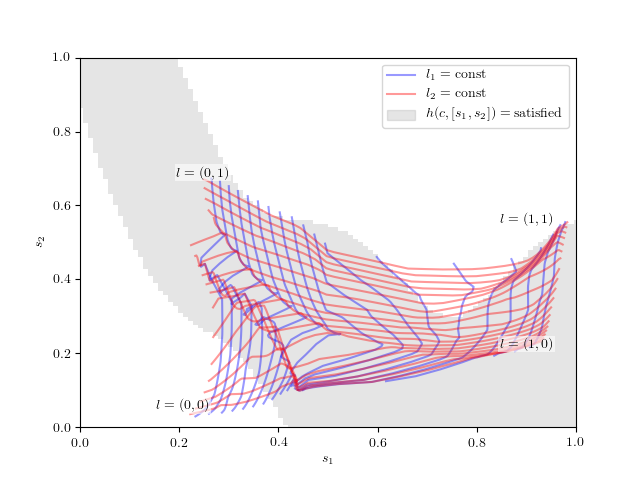 1.0
0.8
0.6
0.4
0.2
0.0
s₂
l₁ = const
l₂ = const
h(c, [s₁, s₂]) = satisfied
l = (0, 1)
l = (1, 1)
l = (1, 0)
l = (0, 0)
0.0 0.2 0.4 0.6 0.8 1.0
s₁